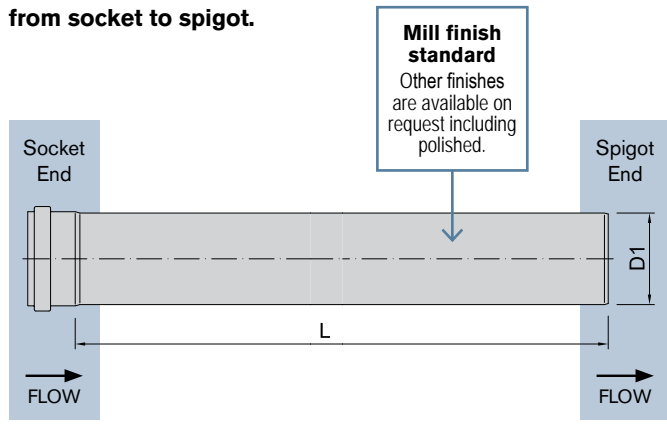 from socket to spigot.
Mill finish
standard
Other finishes
are available on
request including
polished.
Socket
End
Spigot
End
D1
L
FLOW
FLOW